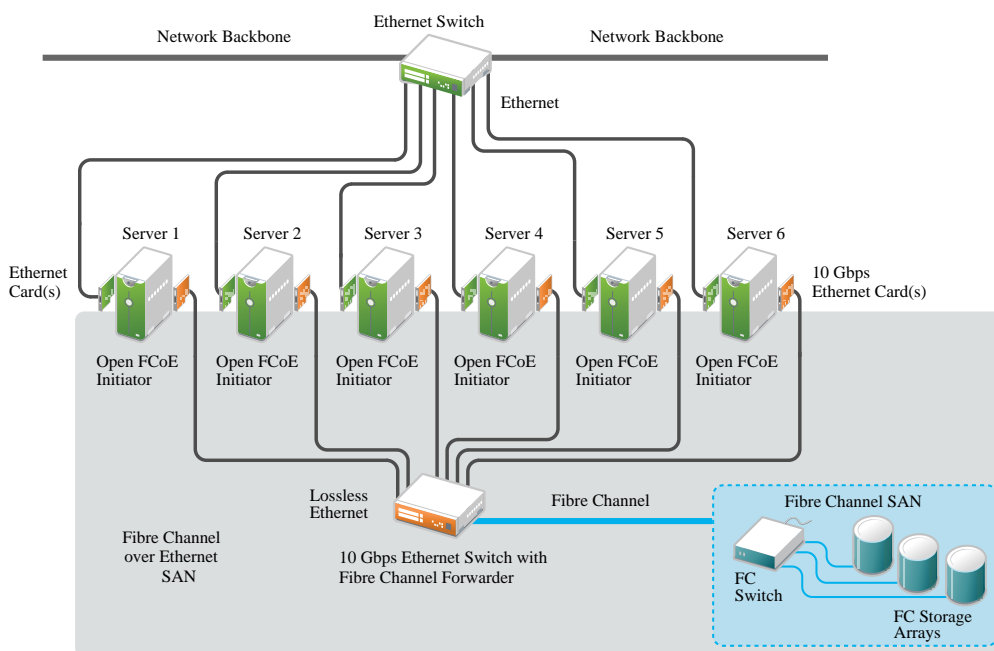 Ethernet Switch
Network Backbone
Network Backbone
Ethernet
Server 1
Server 2
Server 3
Server 4
Server 5
Server 6
Ethernet
Card(s)
10 Gbps
Ethernet Card(s)
Open FCoE
Initiator
Open FCoE
Initiator
Open FCoE
Initiator
Open FCoE
Initiator
Open FCoE
Initiator
Open FCoE
Initiator
Lossless
Ethernet
Fibre Channel
Fibre Channel SAN
Fibre Channel
over Ethernet
SAN
10 Gbps Ethernet Switch with
Fibre Channel Forwarder
FC
Switch
FC Storage
Arrays